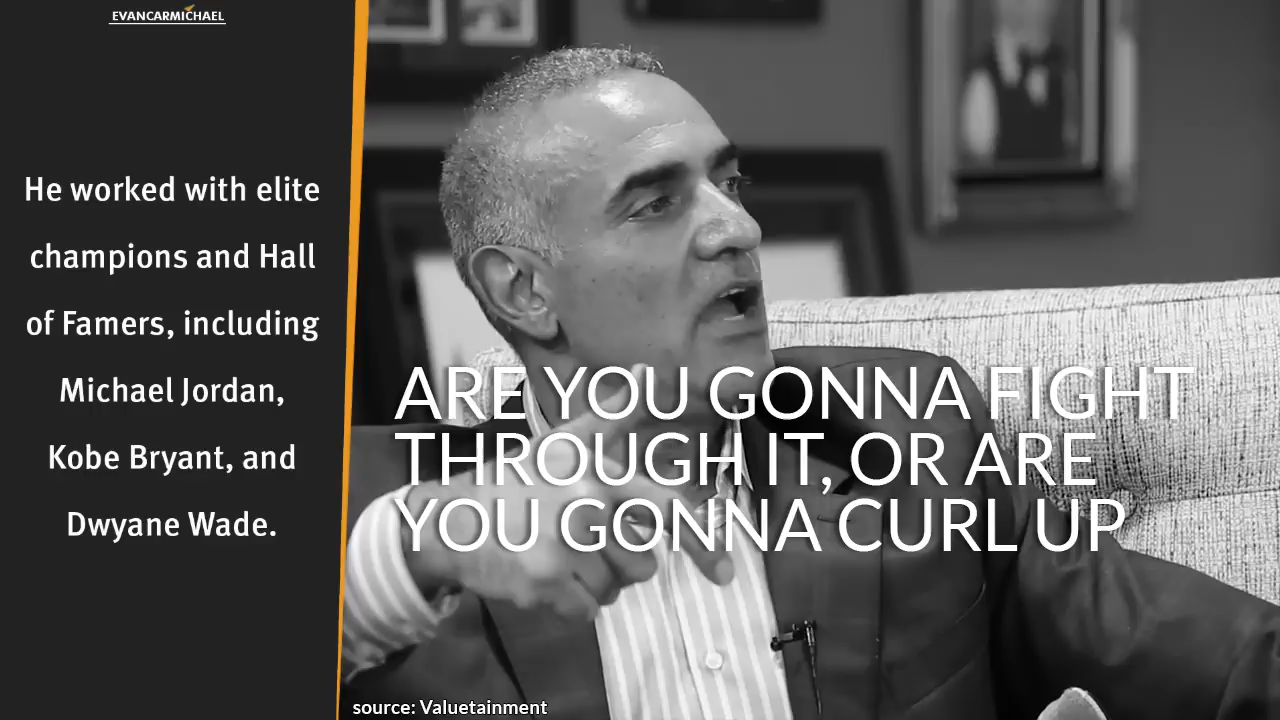 EVANCARMICHAEL
He worked with elite
champions and Hall
of Famers, including
Michael Jordan,
Kobe Bryant, and
Dwyane Wade.
ARE YOU GONNA FIGHT
THROUGH IT, OR ARE
YOU GONNA CURL UP
source: Valuetainment